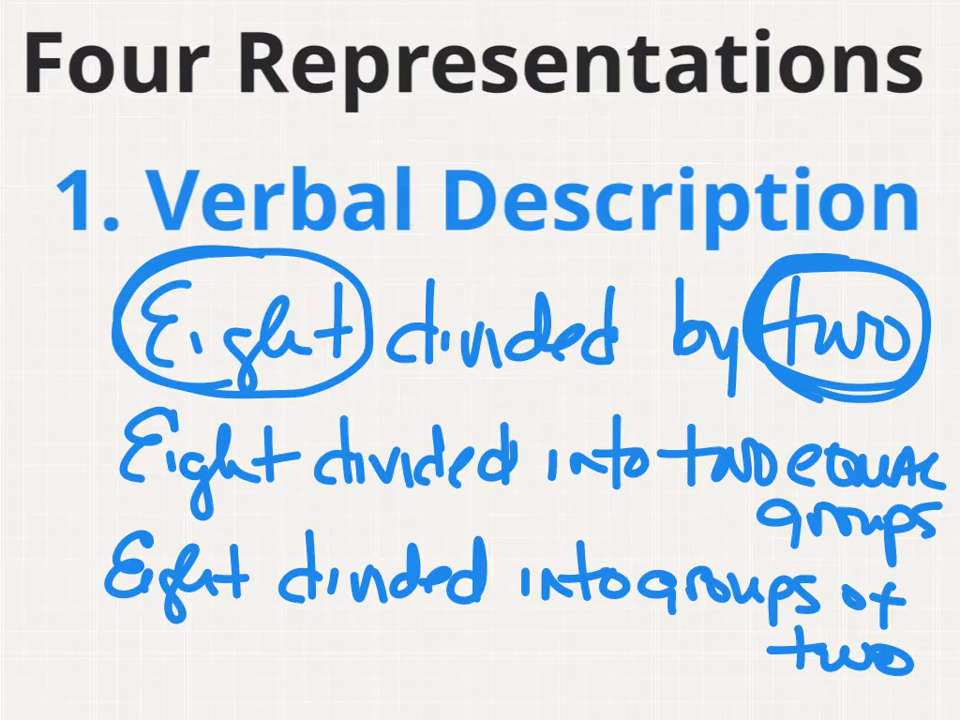 Four Representations
1. Verbal Description
Eight divided by two
Eight divided into two equal
groups
Eight divided into groups of
two